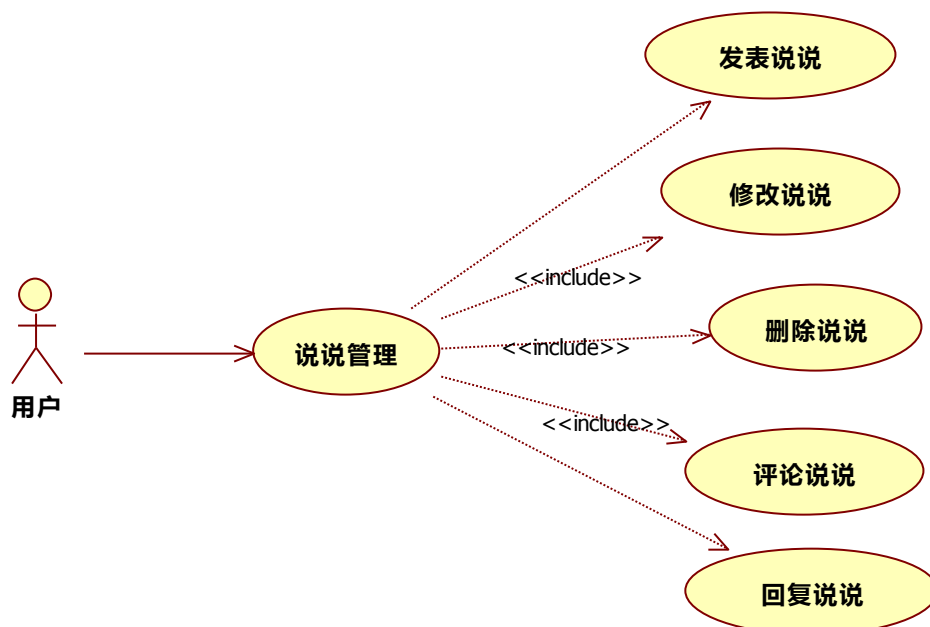 发表说说
修改说说
<<include>>
删除说说
<<include>>
说说管理
用户
<<include>>
评论说说
回复说说